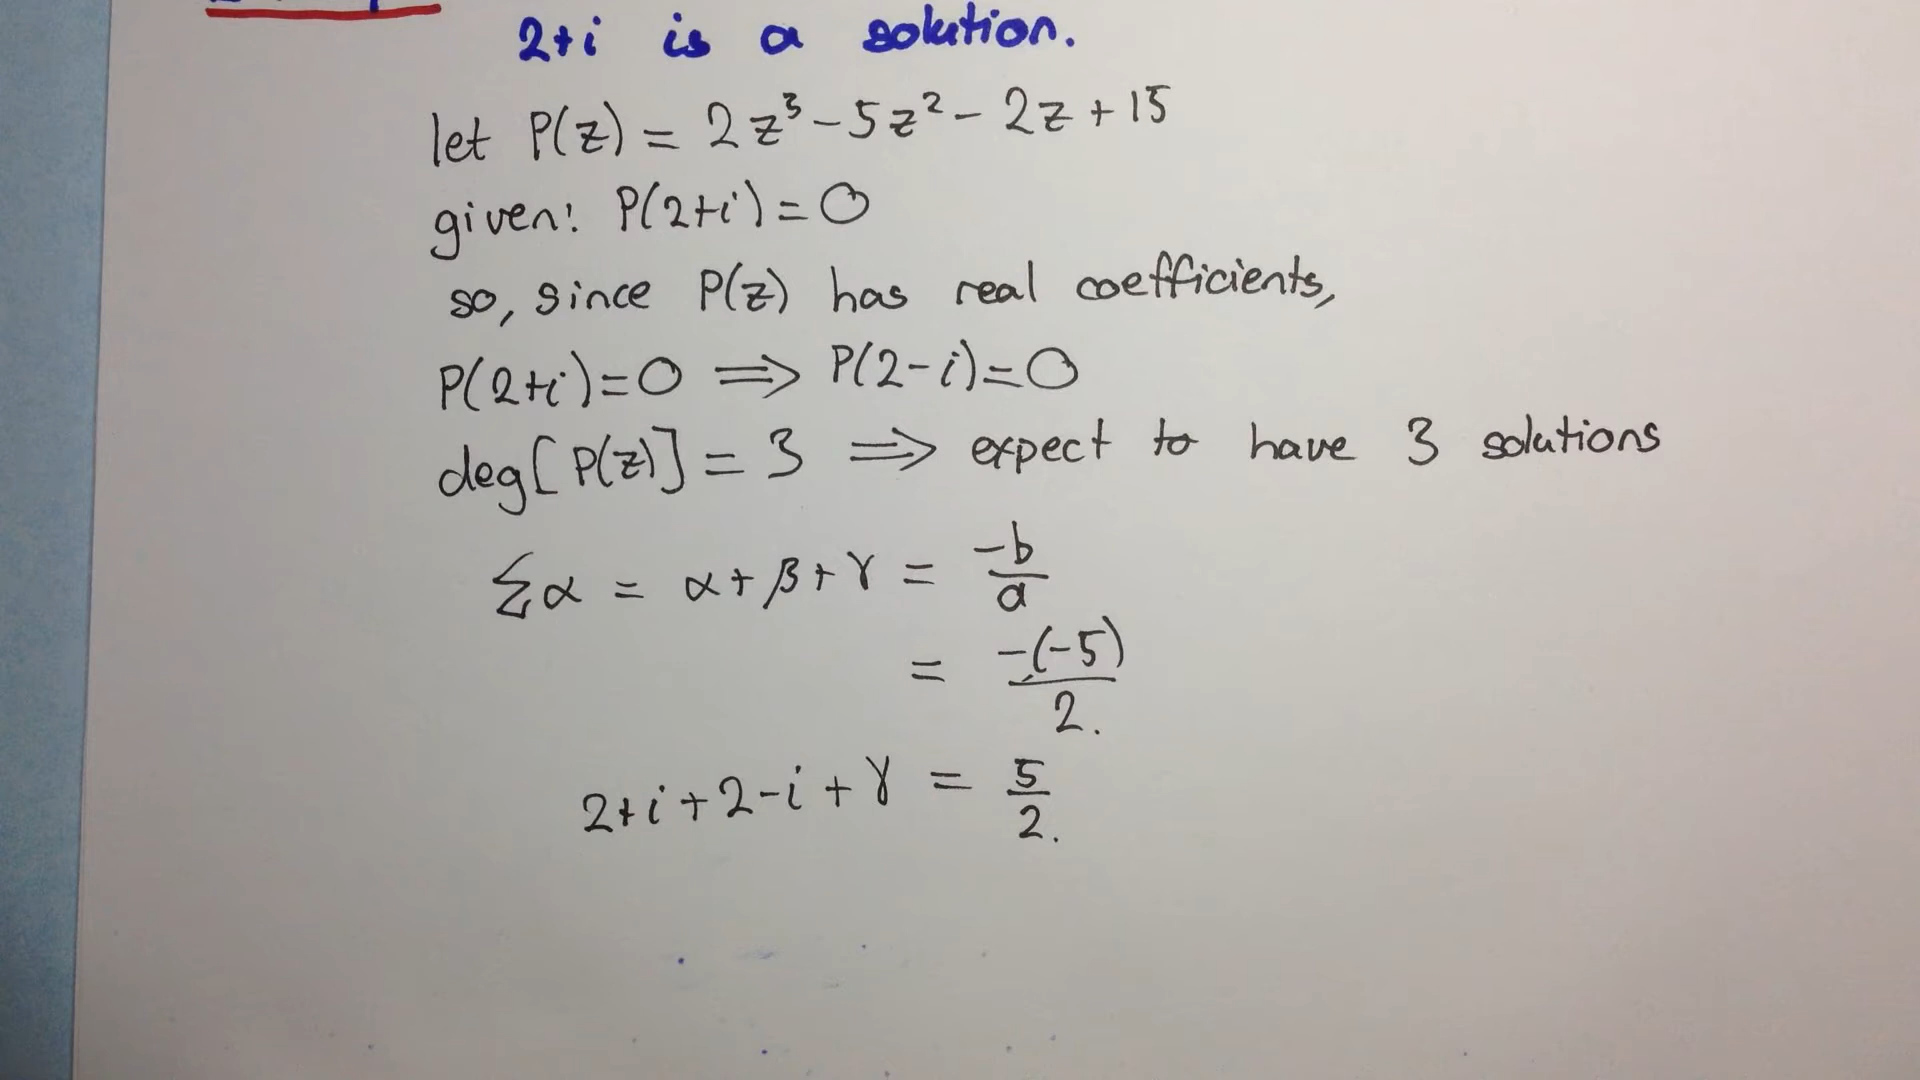 2+i is a solution.
let P(z) = 2z³ - 5z² - 2z + 15
given: P(2+i) = 0
so, since P(z) has real coefficients,
P(2+i)=0 ⟹ P(2-i)=0
deg[P(z)] = 3 ⟹ expect to have 3 solutions
Σα = α + β + γ = -b/a
= -(-5)/2.
2+i+2-i+γ = 5/2.